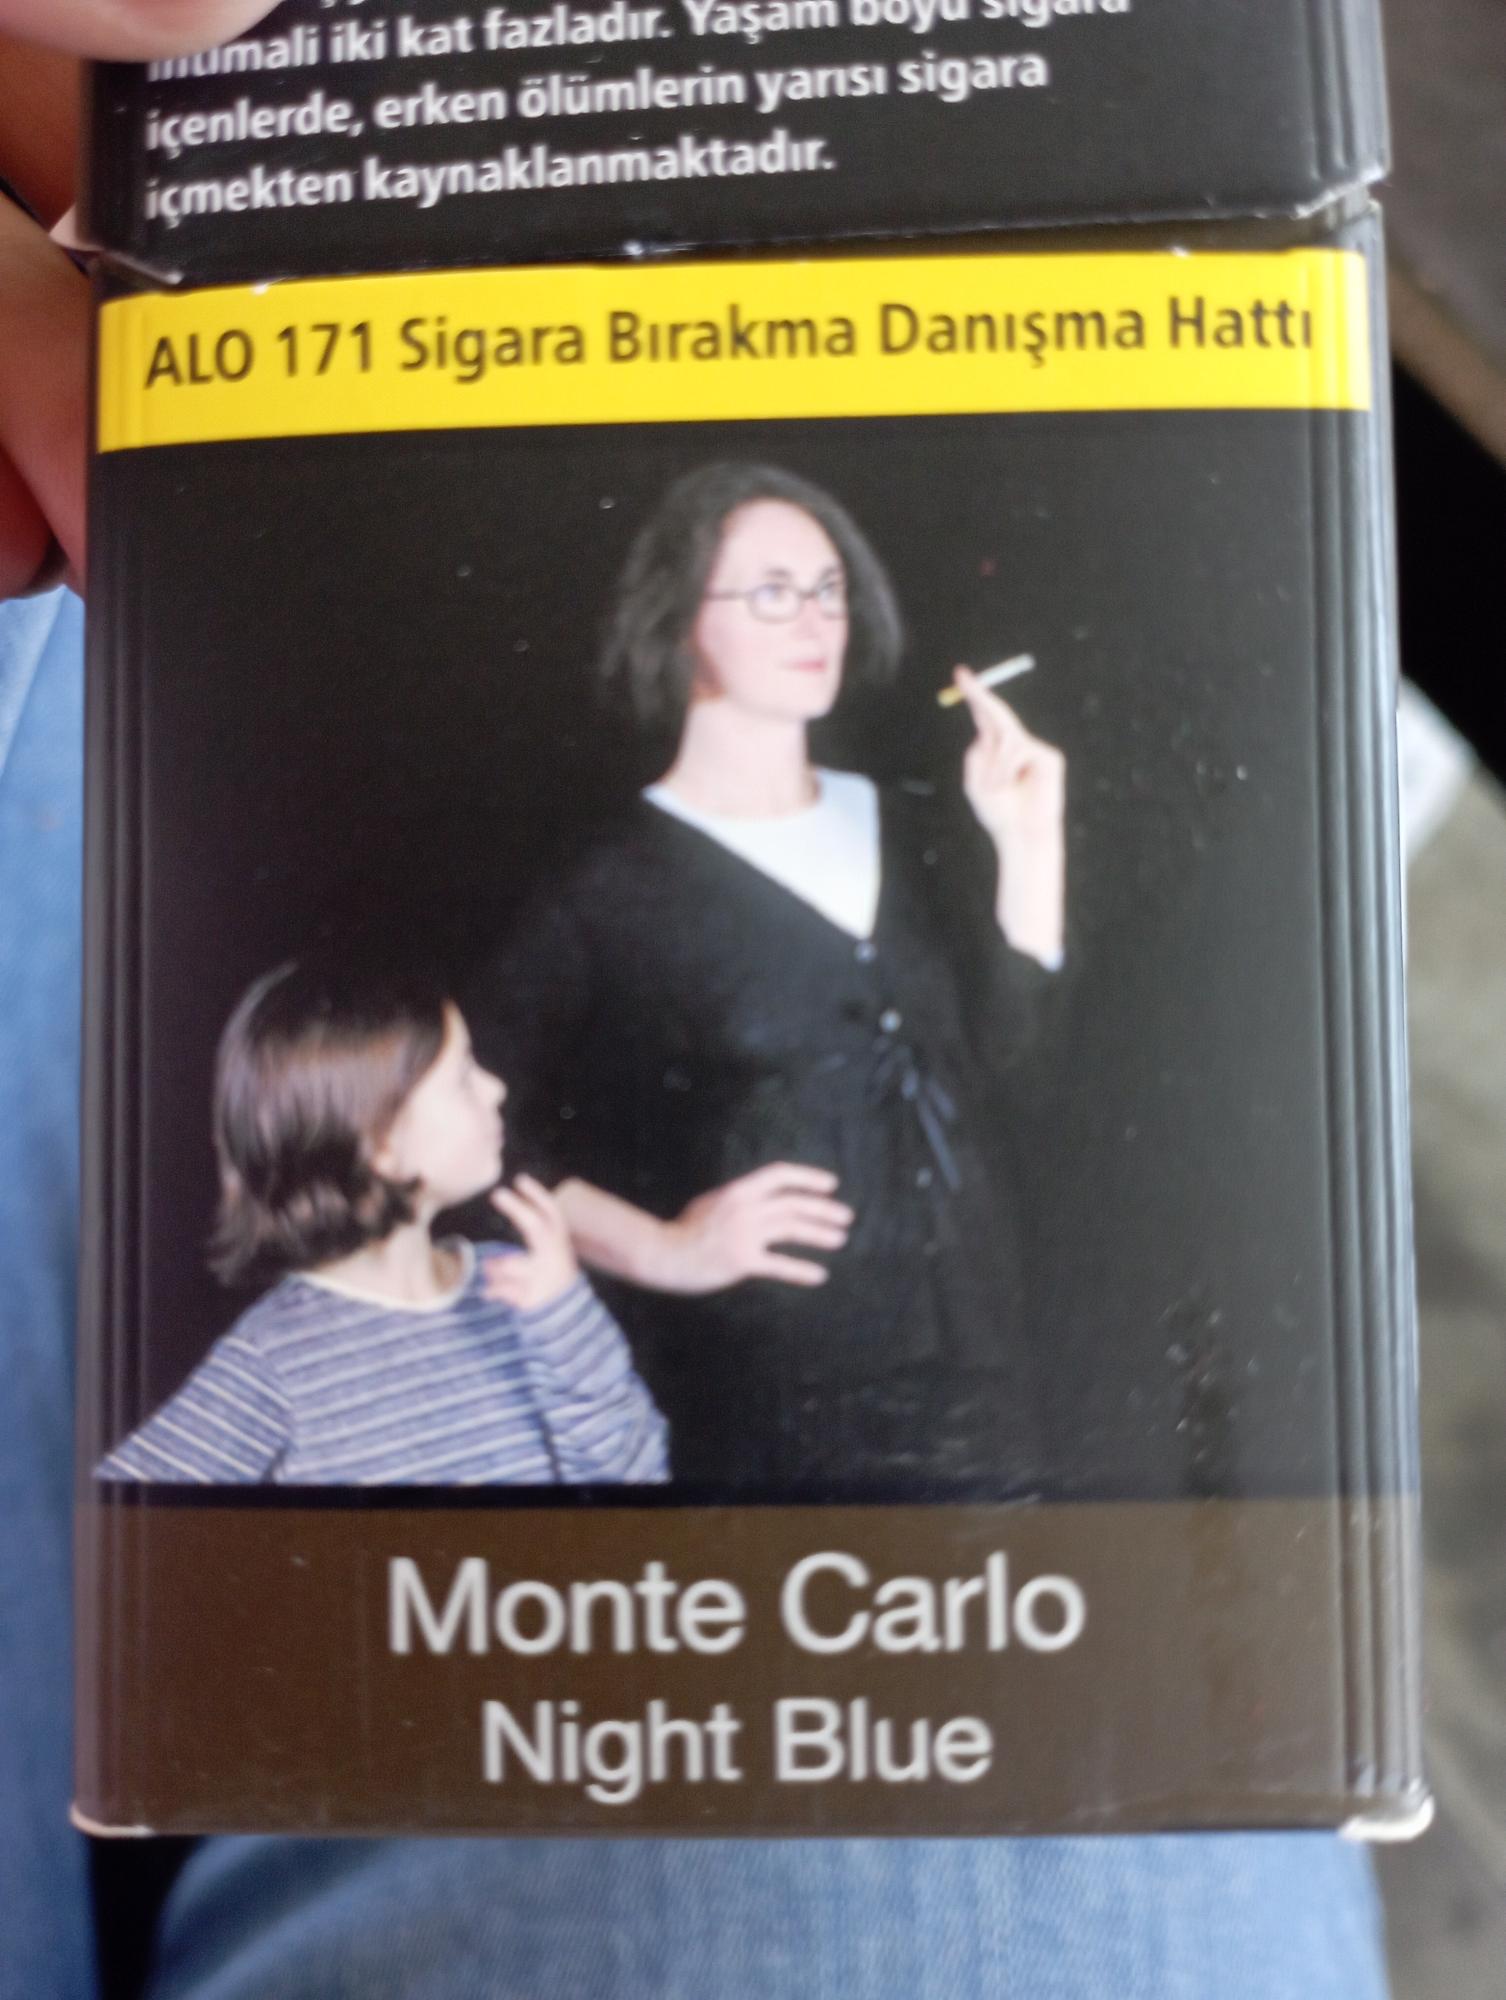 ihtimali iki kat fazladır. Yaşam boyu sigara
içenlerde, erken ölümlerin yarısı sigara
içmekten kaynaklanmaktadır.
ALO 171 Sigara Bırakma Danışma Hattı
Monte Carlo
Night Blue